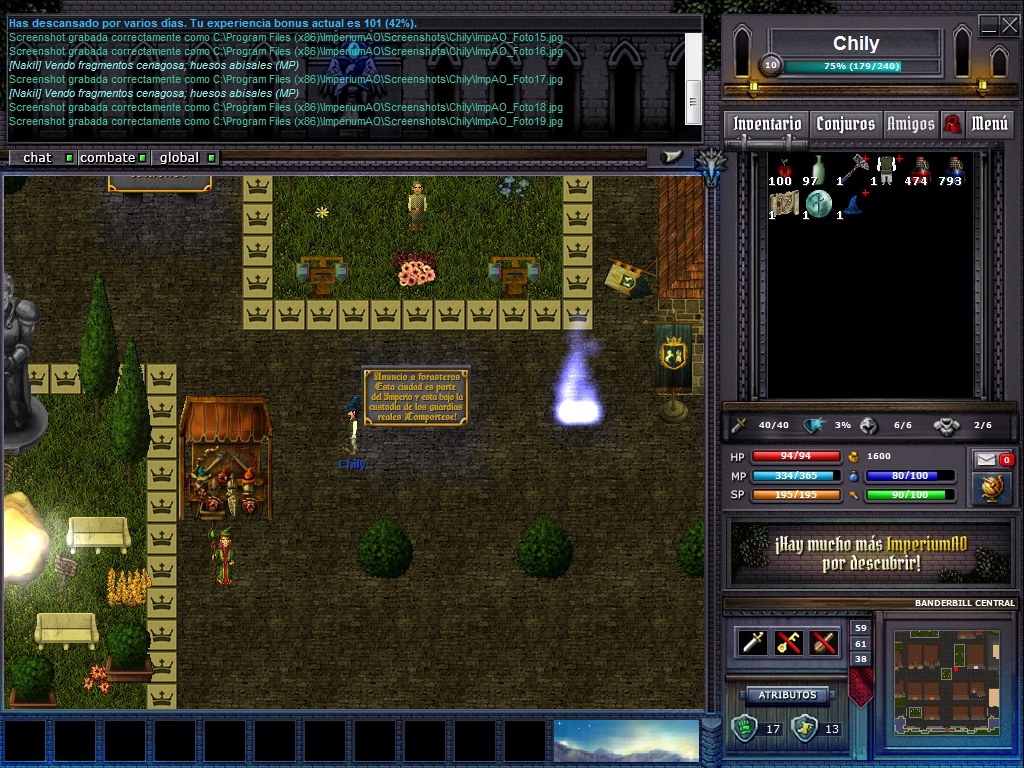 Has descansado por varios días. Tu experiencia bonus actual es 101 (42%).
Screenshot grabada correctamente como C:\Program Files (x86)\ImperiumAO\Screenshots\Chily\ImpAO_Foto15.jpg
Screenshot grabada correctamente como C:\Program Files (x86)\ImperiumAO\Screenshots\Chily\ImpAO_Foto16.jpg
[Nakil] Vendo fragmentos cenagosa; huesos abisales (MP)
Screenshot grabada correctamente como C:\Program Files (x86)\ImperiumAO\Screenshots\Chily\ImpAO_Foto17.jpg
[Nakil] Vendo fragmentos cenagosa; huesos abisales (MP)
Screenshot grabada correctamente como C:\Program Files (x86)\ImperiumAO\Screenshots\Chily\ImpAO_Foto18.jpg
Screenshot grabada correctamente como C:\Program Files (x86)\ImperiumAO\Screenshots\Chily\ImpAO_Foto19.jpg
chat combate global
Anuncio a forasteros
Esta ciudad es parte
del Imperio y esta bajo la
custodia de los guardias
reales ¡Comportese!
Chily
Chily
10
75% (179/240)
Inventario Conjuros Amigos Menú
100 97 1 1 474 793
1 1 1
40/40 3% 6/6 2/6
HP 94/94 1600
MP 334/365 80/100
SP 195/195 90/100
0
¡Hay mucho más ImperiumAO
por descubrir!
BANDERBILL CENTRAL
59
61
38
ATRIBUTOS
17 13